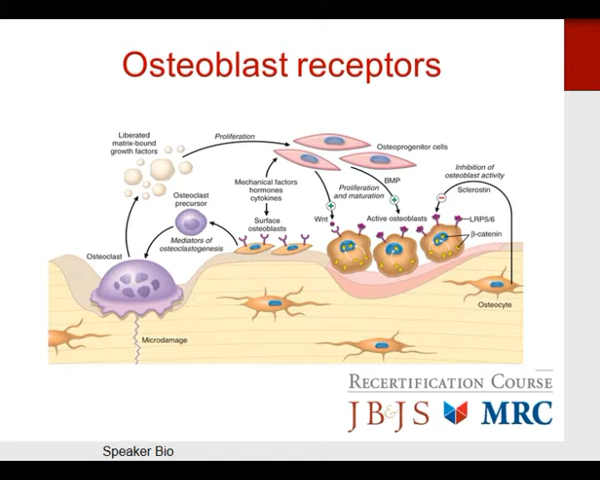 Osteoblast receptors
Liberated
matrix-bound
growth factors
Proliferation
Osteoprogenitor cells
Osteoclast
precursor
Mechanical factors
hormones
cytokines
Surface
osteoblasts
Mediators of
osteoclastogenesis
Osteoclast
Microdamage
Wnt
Proliferation
and maturation
BMP
Active osteoblasts
Inhibition of
osteoblast activity
Sclerostin
LRP5/6
β-catenin
Osteocyte
RECERTIFICATION COURSE
JB&JS MRC
Speaker Bio